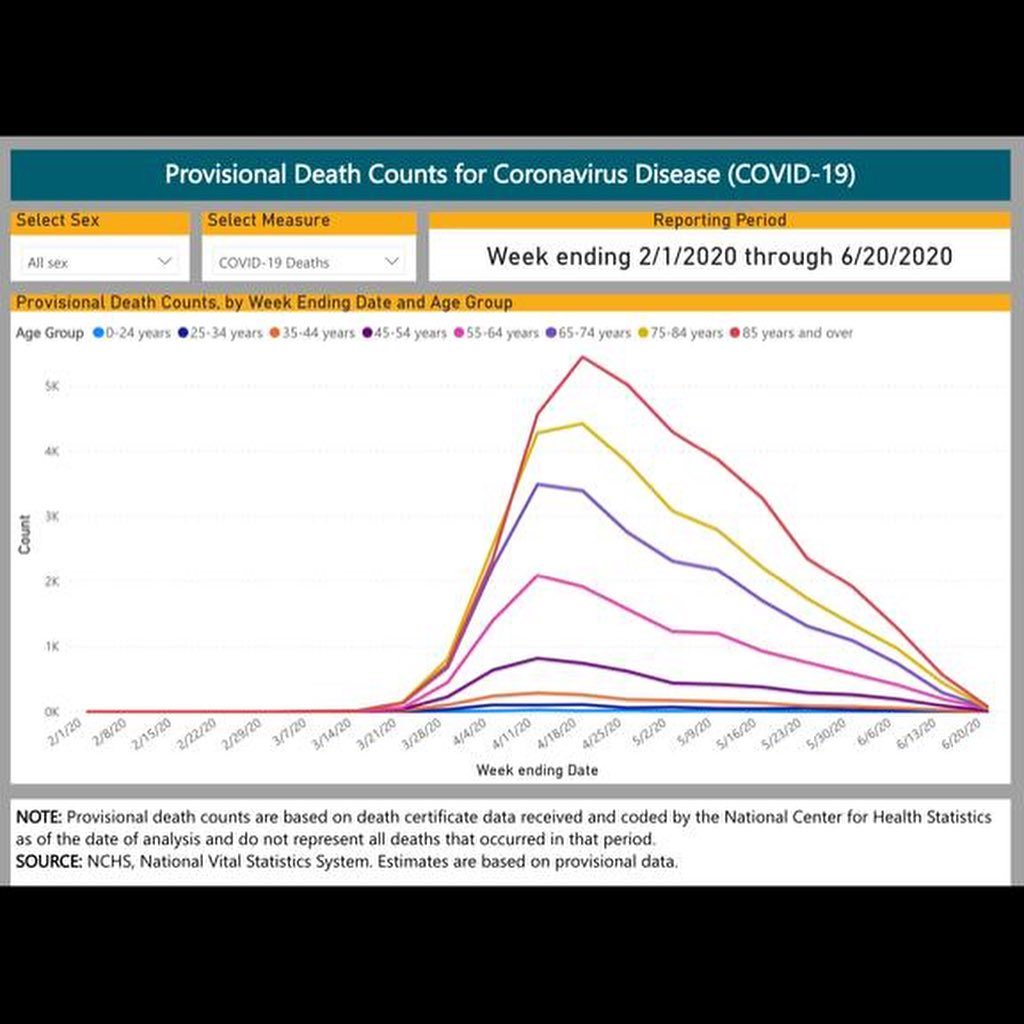 Provisional Death Counts for Coronavirus Disease (COVID-19)
Select Sex
All sex
Select Measure
COVID-19 Deaths
Reporting Period
Week ending 2/1/2020 through 6/20/2020
Provisional Death Counts, by Week Ending Date and Age Group
Age Group 0-24 years 25-34 years 35-44 years 45-54 years 55-64 years 65-74 years 75-84 years 85 years and over
Count
5K
4K
3K
2K
1K
0K
2/1/20 2/8/20 2/15/20 2/22/20 2/29/20 3/7/20 3/14/20 3/21/20 3/28/20 4/4/20 4/11/20 4/18/20 4/25/20 5/2/20 5/9/20 5/16/20 5/23/20 5/30/20 6/6/20 6/13/20 6/20/20
Week ending Date
NOTE: Provisional death counts are based on death certificate data received and coded by the National Center for Health Statistics
as of the date of analysis and do not represent all deaths that occurred in that period.
SOURCE: NCHS, National Vital Statistics System. Estimates are based on provisional data.